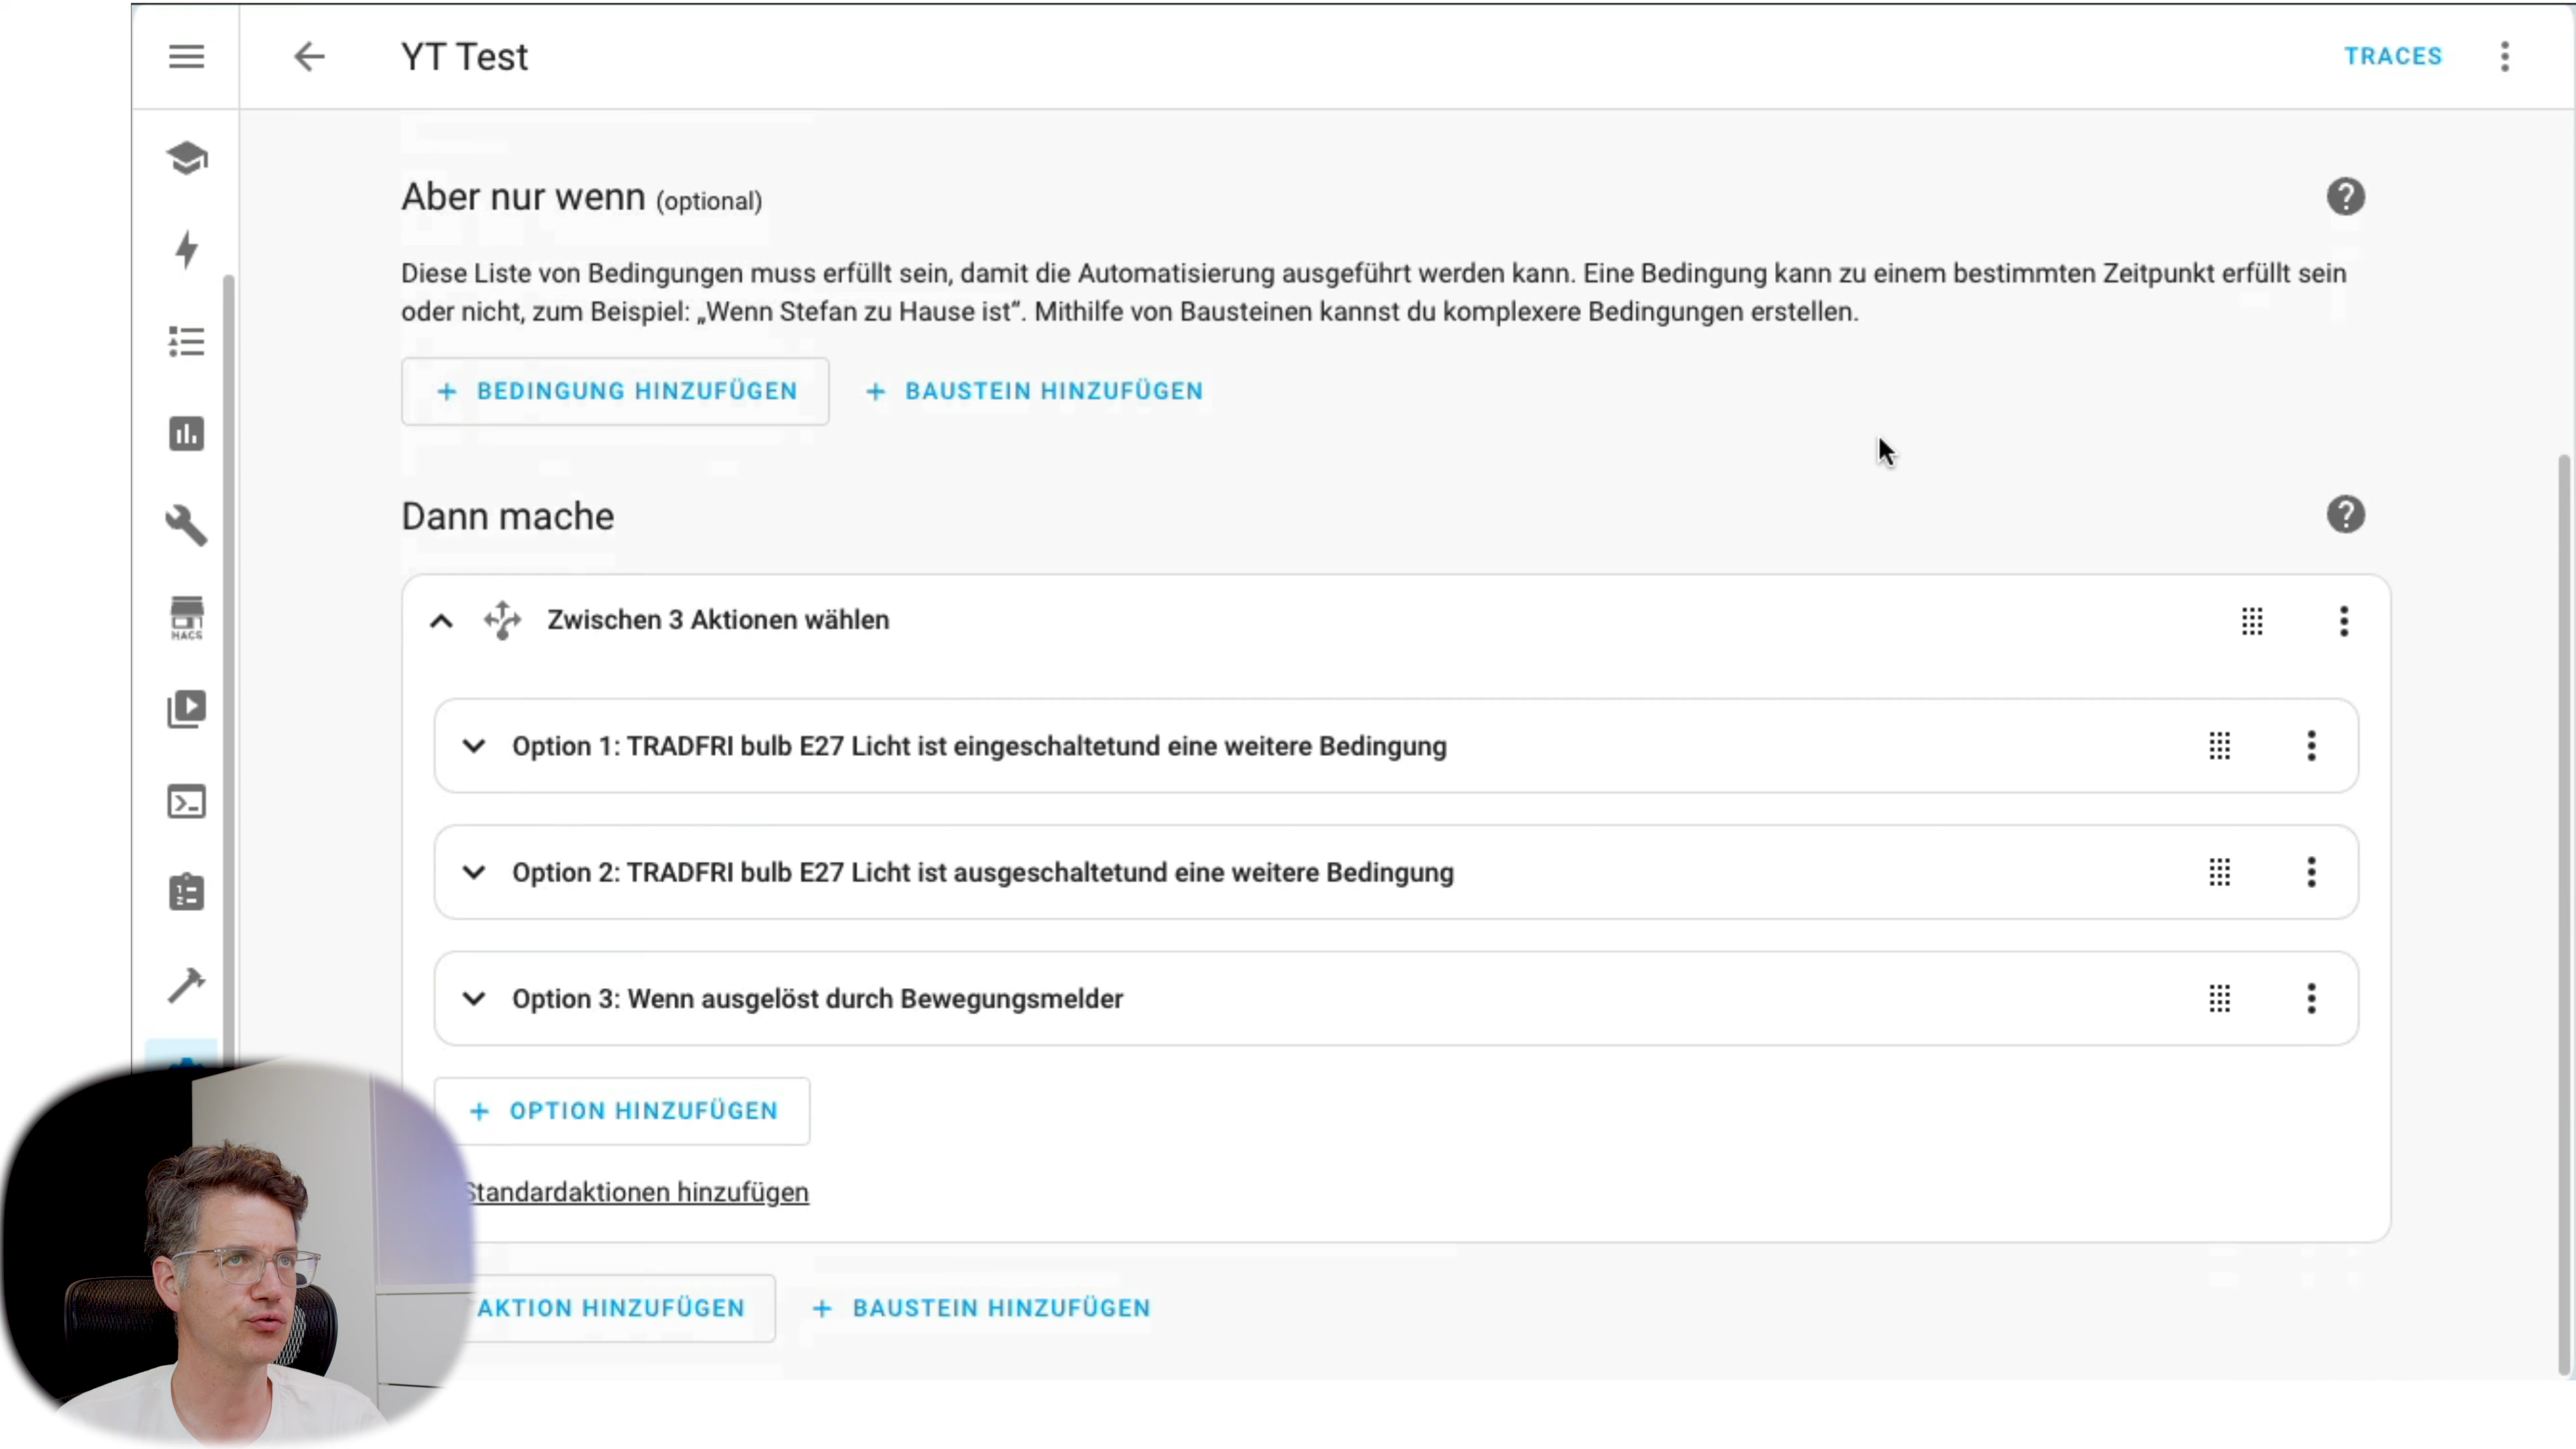 YT Test
TRACES
Aber nur wenn (optional)
Diese Liste von Bedingungen muss erfüllt sein, damit die Automatisierung ausgeführt werden kann. Eine Bedingung kann zu einem bestimmten Zeitpunkt erfüllt sein
oder nicht, zum Beispiel: „Wenn Stefan zu Hause ist“. Mithilfe von Bausteinen kannst du komplexere Bedingungen erstellen.
+ BEDINGUNG HINZUFÜGEN + BAUSTEIN HINZUFÜGEN
Dann mache
HACS
Zwischen 3 Aktionen wählen
Option 1: TRADFRI bulb E27 Licht ist eingeschaltetund eine weitere Bedingung
Option 2: TRADFRI bulb E27 Licht ist ausgeschaltetund eine weitere Bedingung
Option 3: Wenn ausgelöst durch Bewegungsmelder
+ OPTION HINZUFÜGEN
Standardaktionen hinzufügen
AKTION HINZUFÜGEN + BAUSTEIN HINZUFÜGEN